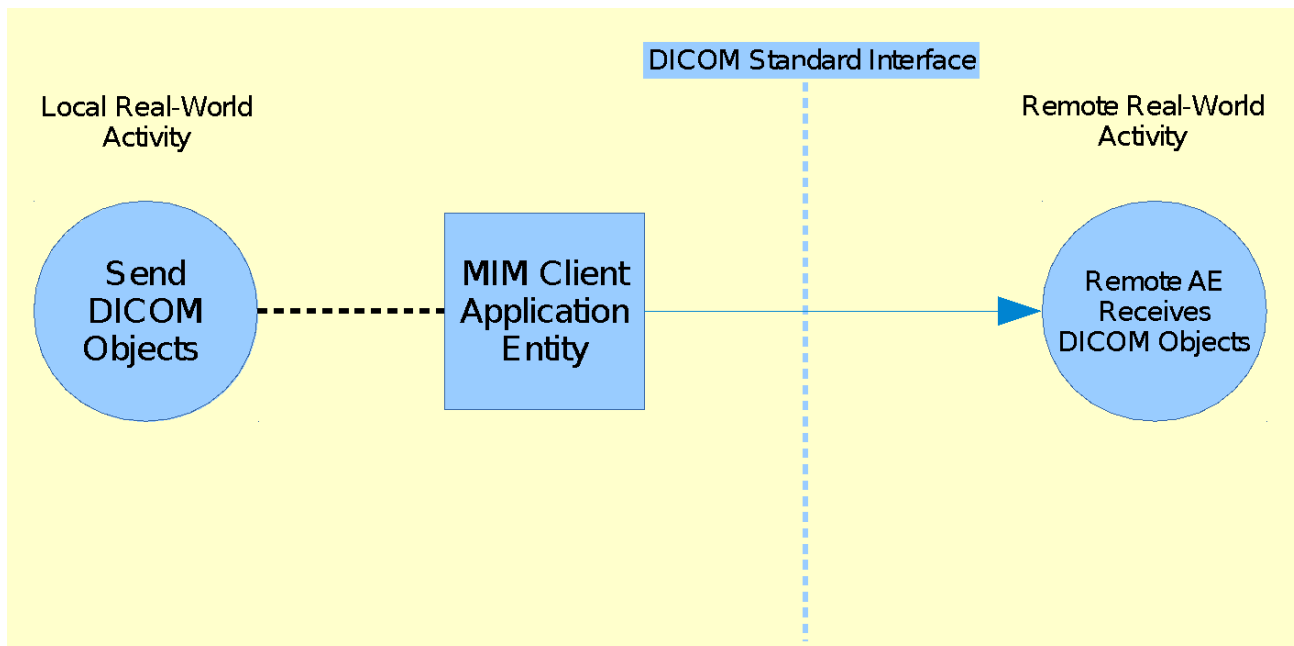 DICOM Standard Interface
Local Real-World
Activity
Remote Real-World
Activity
Send
DICOM
Objects
MIM Client
Application
Entity
Remote AE
Receives
DICOM Objects